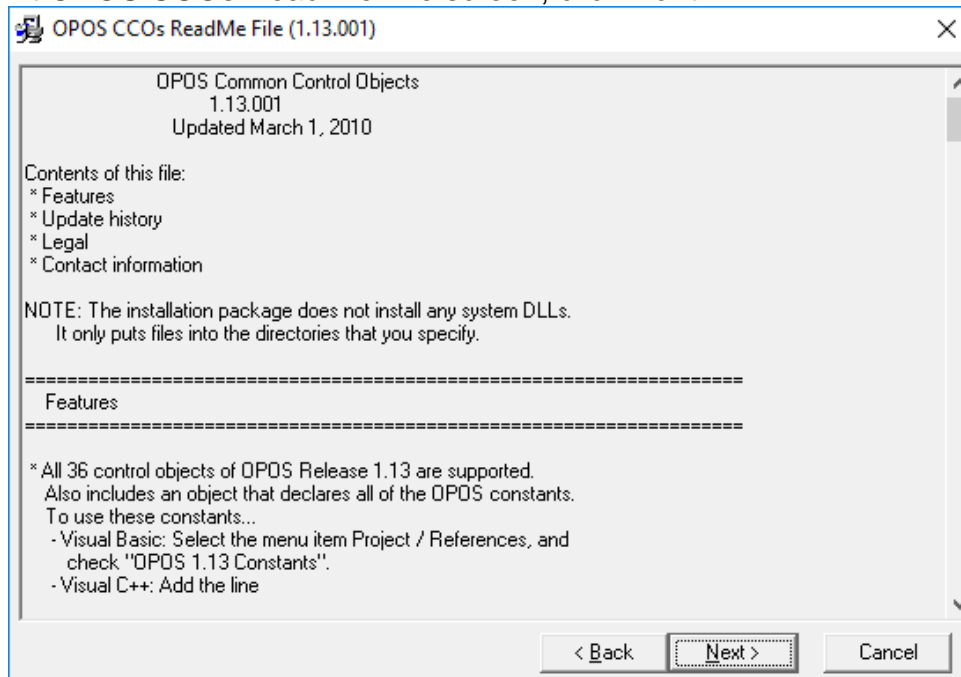 OPOS CCOs ReadMe File (1.13.001)
OPOS Common Control Objects
1.13.001
Updated March 1, 2010
Contents of this file:
* Features
* Update history
* Legal
* Contact information
NOTE: The installation package does not install any system DLLs.
It only puts files into the directories that you specify.
====================================================================
Features
====================================================================
* All 36 control objects of OPOS Release 1.13 are supported.
Also includes an object that declares all of the OPOS constants.
To use these constants...
- Visual Basic: Select the menu item Project / References, and
check "OPOS 1.13 Constants".
- Visual C++: Add the line
< Back Next > Cancel